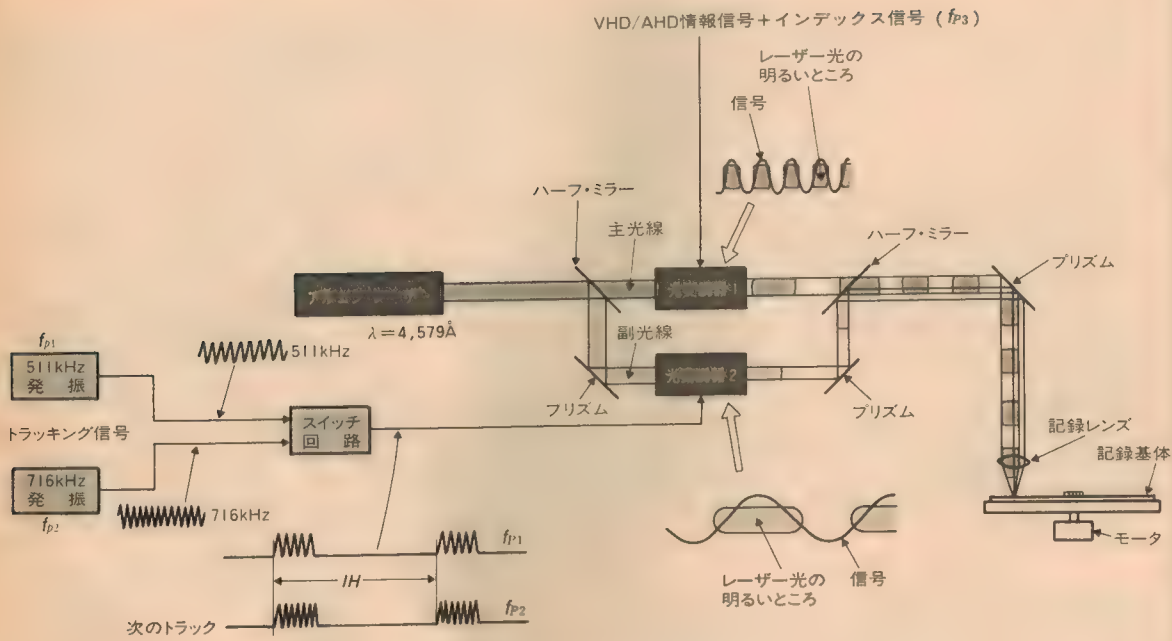 VHD/AHD情報信号+インデックス信号(fP3)
レーザー光の
明るいところ
信号
ハーフ・ミラー
主光線
ハーフ・ミラー
プリズム
λ=4,579Å
副光線
プリズム
プリズム
fp1
511kHz
発振
511kHz
トラッキング信号
スイッチ
回路
716kHz
発振
fp2
716kHz
記録レンズ
記録基体
モータ
fP1
1H
fP2
次のトラック
レーザー光の
明るいところ
信号